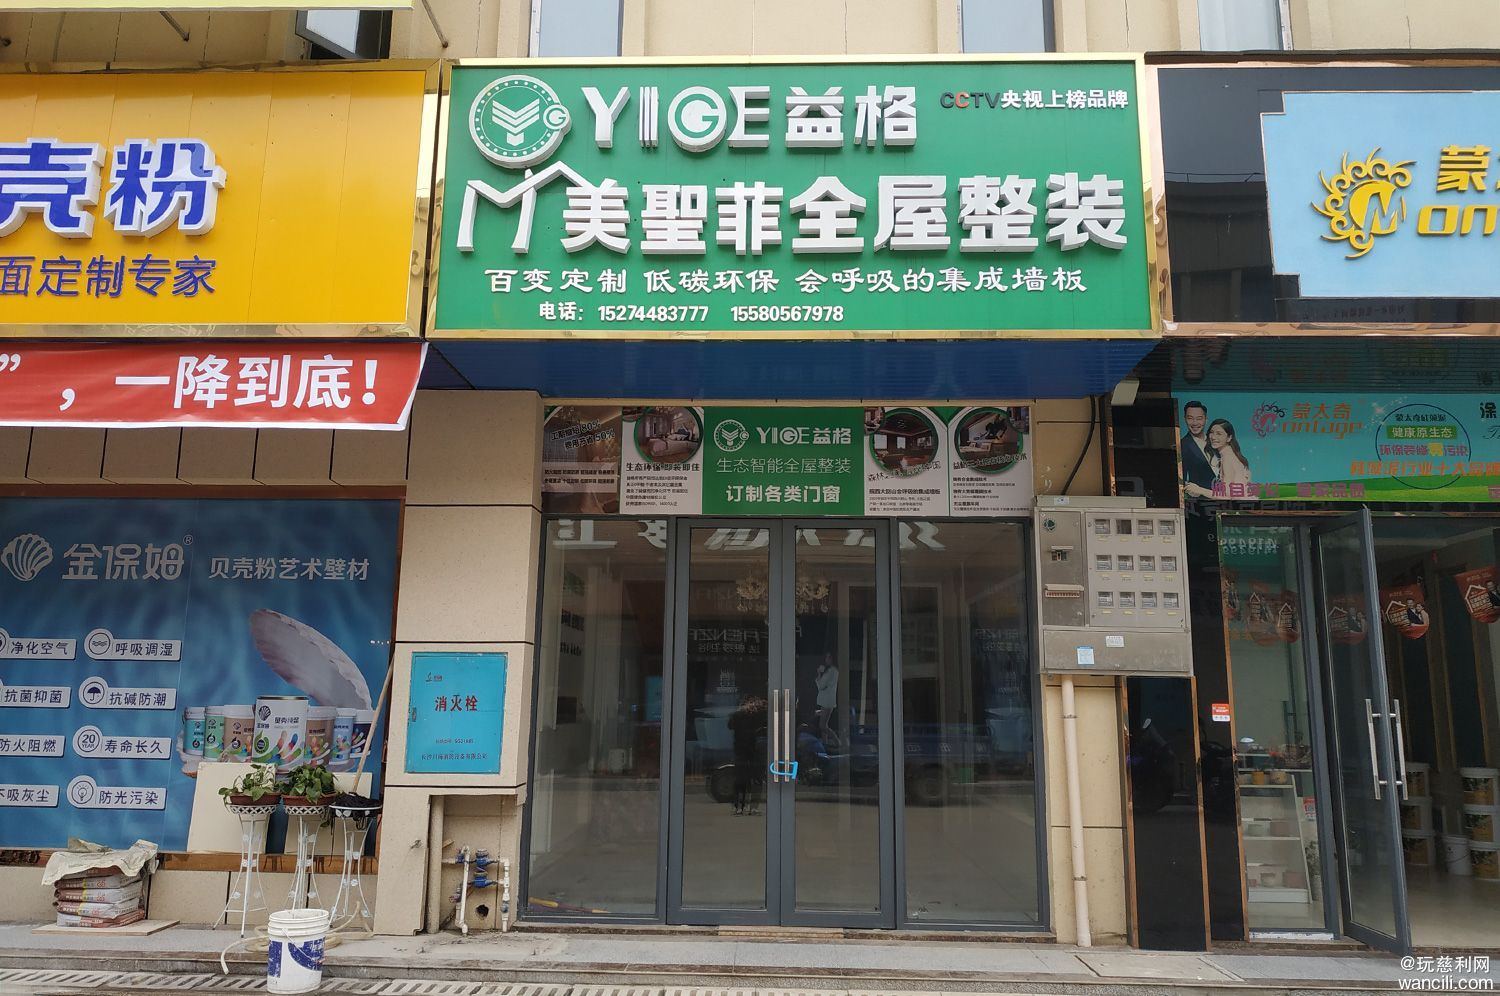 壳粉
面定制专家
”，一降到底！
YIGE益格
CCTV央视上榜品牌
美聖菲全屋整装
百变定制 低碳环保 会呼吸的集成墙板
电话：15274483777 15580567978
蒙
生态环保 即装即住
YIGE益格
生态智能全屋整装
订制各类门窗
金保姆®
贝壳粉艺术壁材
净化空气
呼吸调湿
抗菌抑菌
抗碱防潮
防火阻燃
20
YEAR
寿命长久
不吸灰尘
防光污染
消火栓
蒙太奇
Montage
健康原生态
涂
@玩慈利网
wancili.com